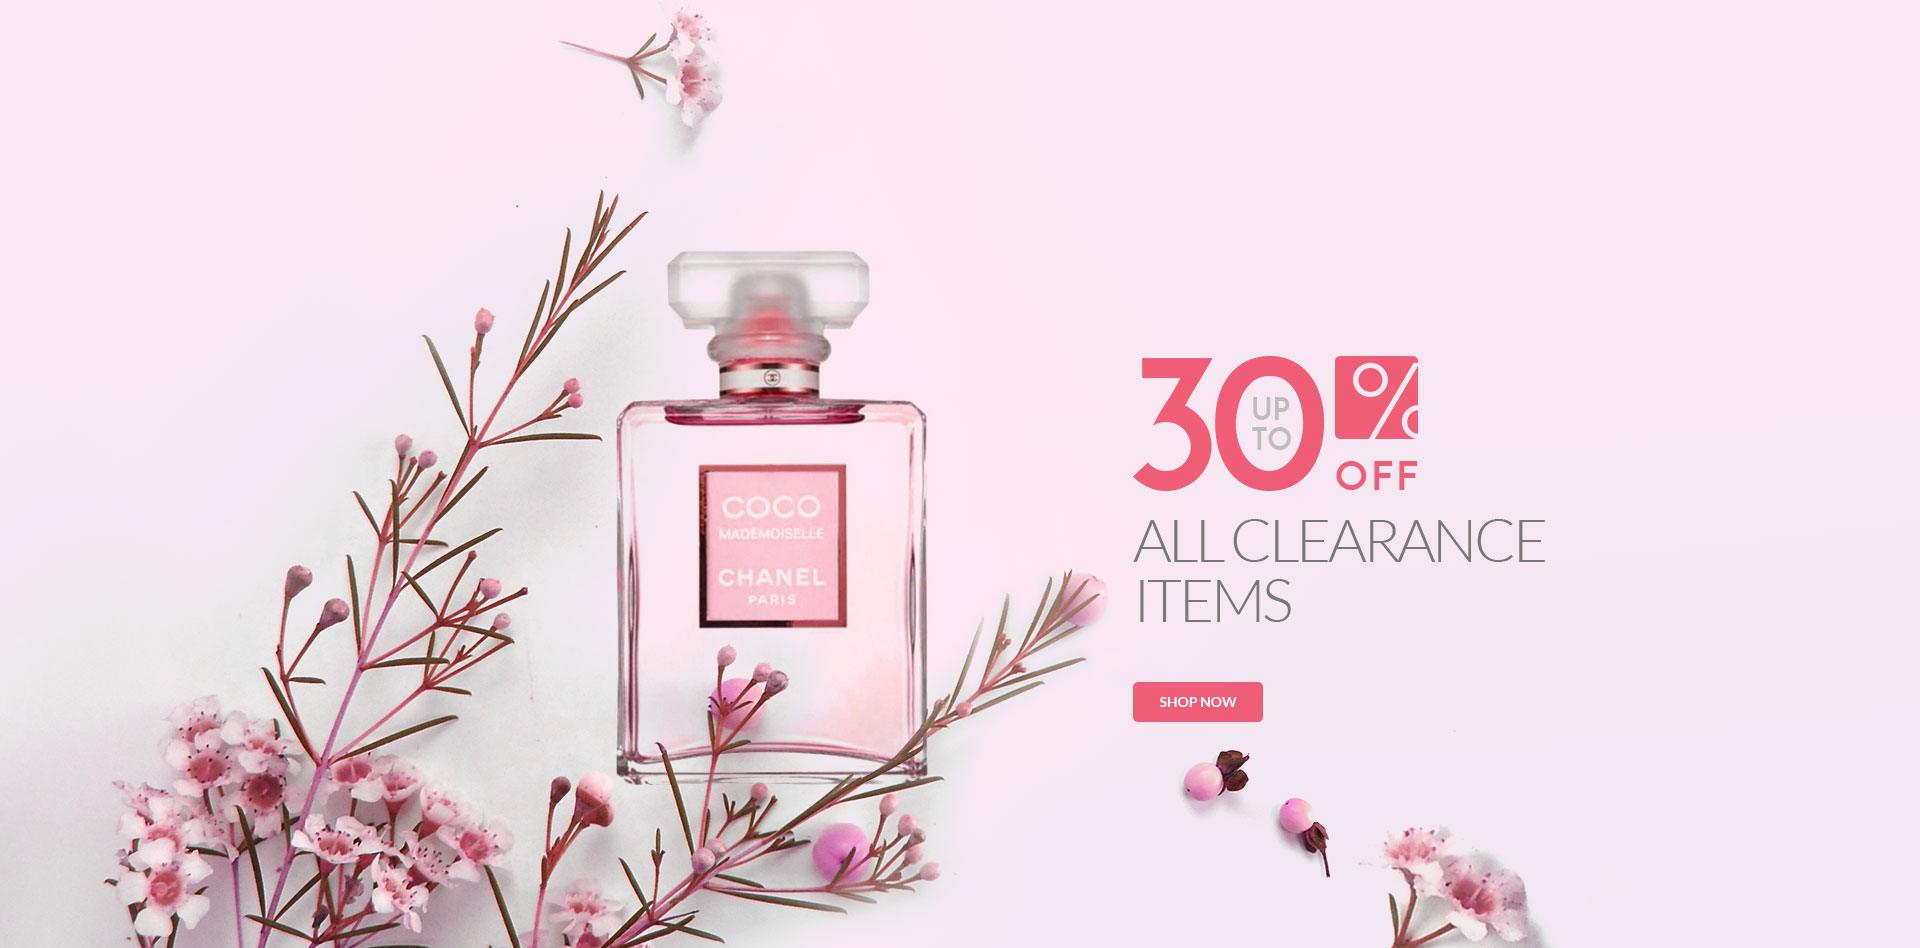 COCO
MADEMOISELLE
CHANEL
PARIS
30%
UP
TO
OFF
ALL CLEARANCE
ITEMS
SHOP NOW